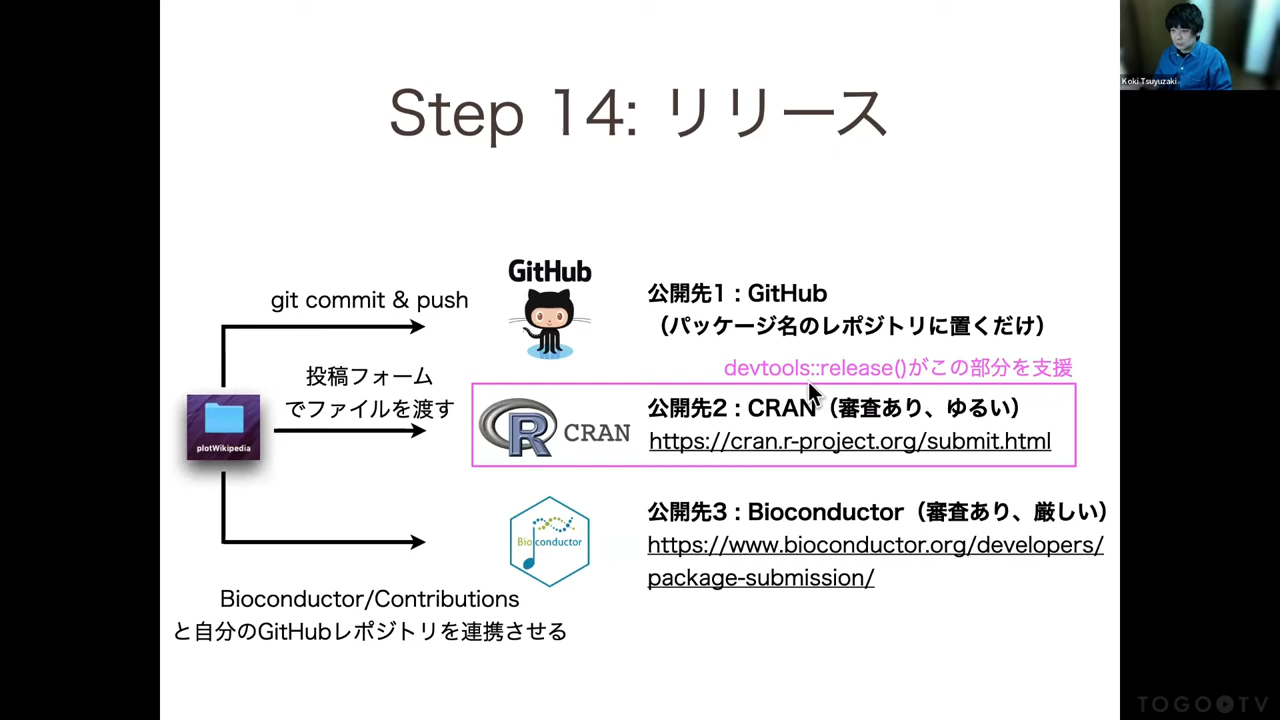 Koki Tsuyuzaki
Step 14: リリース
git commit & push
GitHub
公開先1 : GitHub
（パッケージ名のレポジトリに置くだけ）
devtools::release()がこの部分を支援
投稿フォーム
でファイルを渡す
plotWikipedia
R
CRAN
公開先2 : CRAN（審査あり、ゆるい）
https://cran.r-project.org/submit.html
Bioconductor
公開先3 : Bioconductor（審査あり、厳しい）
https://www.bioconductor.org/developers/
package-submission/
Bioconductor/Contributions
と自分のGitHubレポジトリを連携させる
TOGO TV